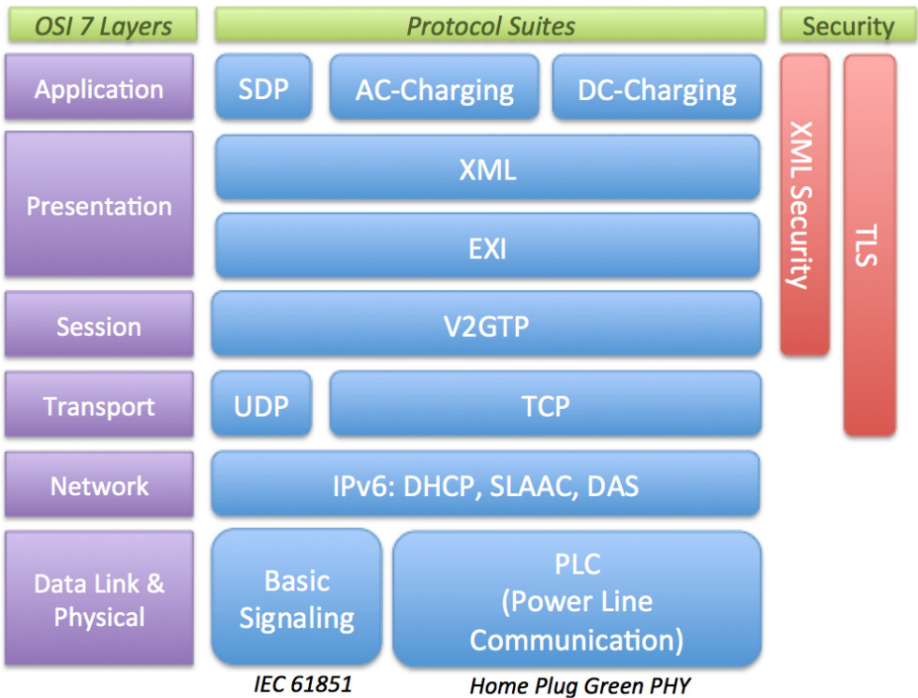 OSI 7 Layers
Protocol Suites
Security
Application
SDP
AC-Charging
DC-Charging
XML Security
TLS
Presentation
XML
EXI
Session
V2GTP
Transport
UDP
TCP
Network
IPv6: DHCP, SLAAC, DAS
Data Link &
Physical
Basic
Signaling
PLC
(Power Line
Communication)
IEC 61851
Home Plug Green PHY